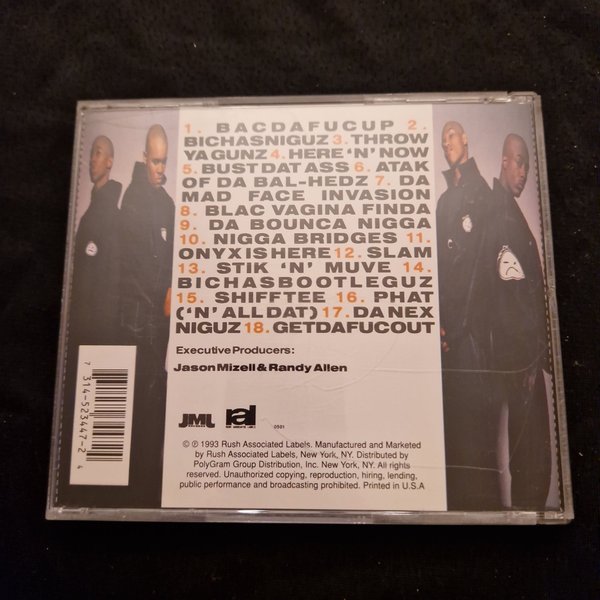 1. BACDAFUCUP 2.
BICHASNIGUZ 3. THROW
YA GUNZ 4. HERE 'N' NOW
5. BUST DAT ASS 6. ATAK
OF DA BAL-HEDZ 7. DA
MAD FACE INVASION
8. BLAC VAGINA FINDA
9. DA BOUNCA NIGGA
10. NIGGA BRIDGES 11.
ONYX IS HERE 12. SLAM
13. STIK 'N' MUVE 14.
BICHASBOOTLEGUZ
15. SHIFFTEE 16. PHAT
('N' ALL DAT) 17. DA NEX
NIGUZ 18. GETDAFUCOUT
Executive Producers:
Jason Mizell & Randy Allen
JMJ
ral
0591
© ℗ 1993 Rush Associated Labels. Manufactured and Marketed
by Rush Associated Labels, New York, NY. Distributed by
PolyGram Group Distribution, Inc. New York, NY. All rights
reserved. Unauthorized copying, reproduction, hiring, lending,
public performance and broadcasting prohibited. Printed in U.S.A
7 314-523447-2 4